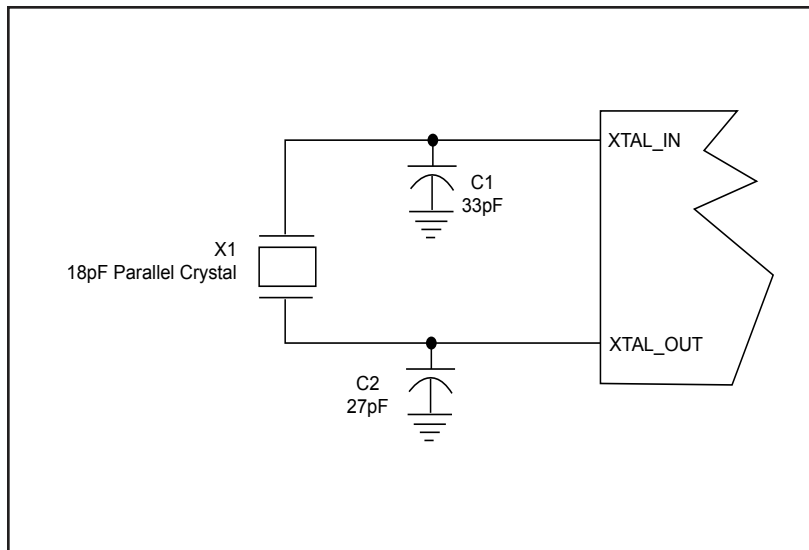 XTAL_IN
C1
33pF
X1
18pF Parallel Crystal
XTAL_OUT
C2
27pF